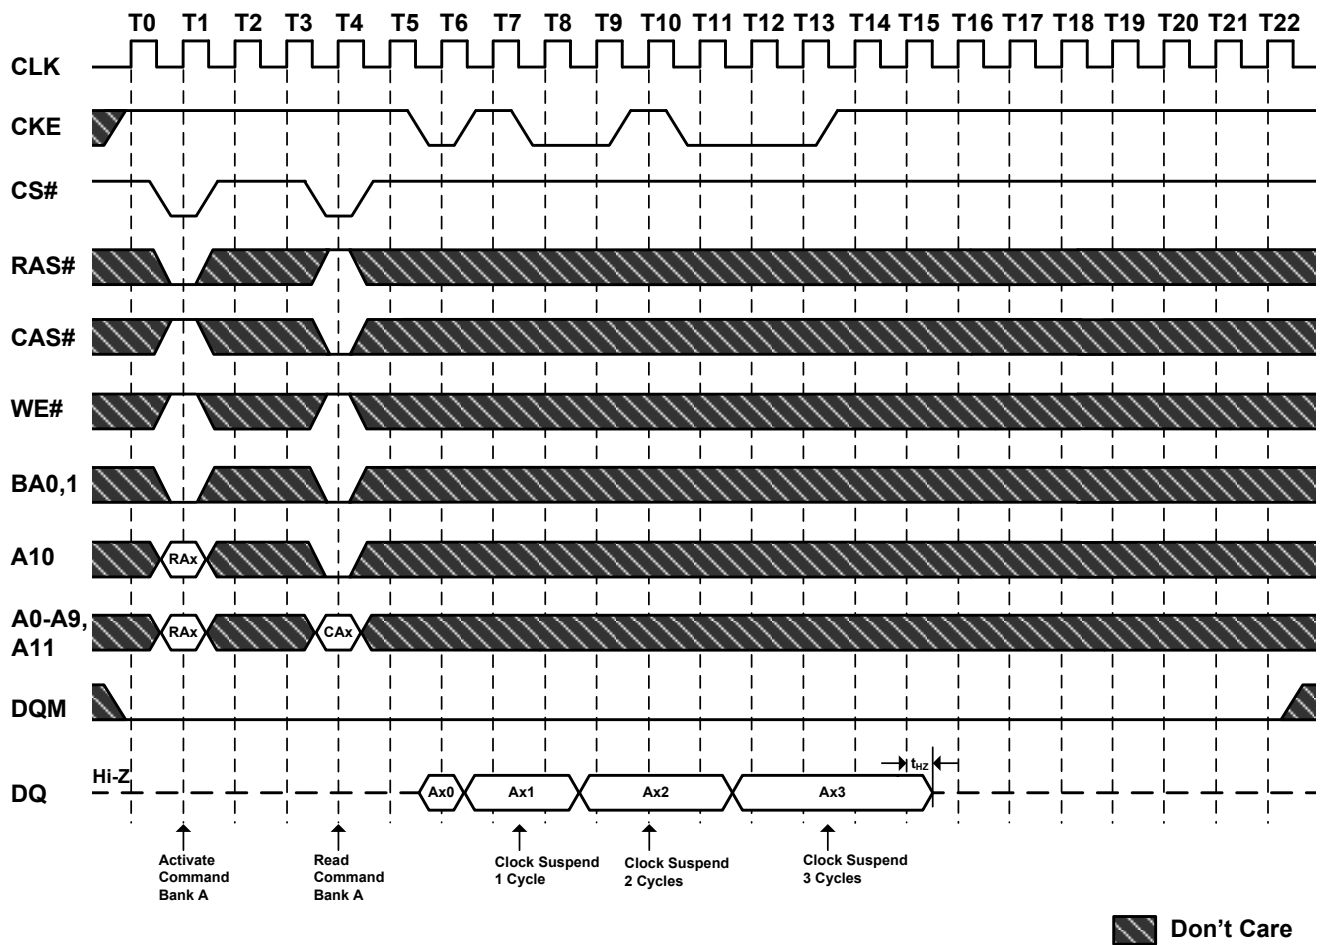 T0 T1 T2 T3 T4 T5 T6 T7 T8 T9 T10 T11 T12 T13 T14 T15 T16 T17 T18 T19 T20 T21 T22
CLK
CKE
CS#
RAS#
CAS#
WE#
BA0,1
A10
RAx
A0-A9,
A11
RAx CAx
DQM
Hi-Z
tHZ
DQ
Ax0 Ax1 Ax2 Ax3
Activate
Command
Bank A
Read
Command
Bank A
Clock Suspend
1 Cycle
Clock Suspend
2 Cycles
Clock Suspend
3 Cycles
Don't Care